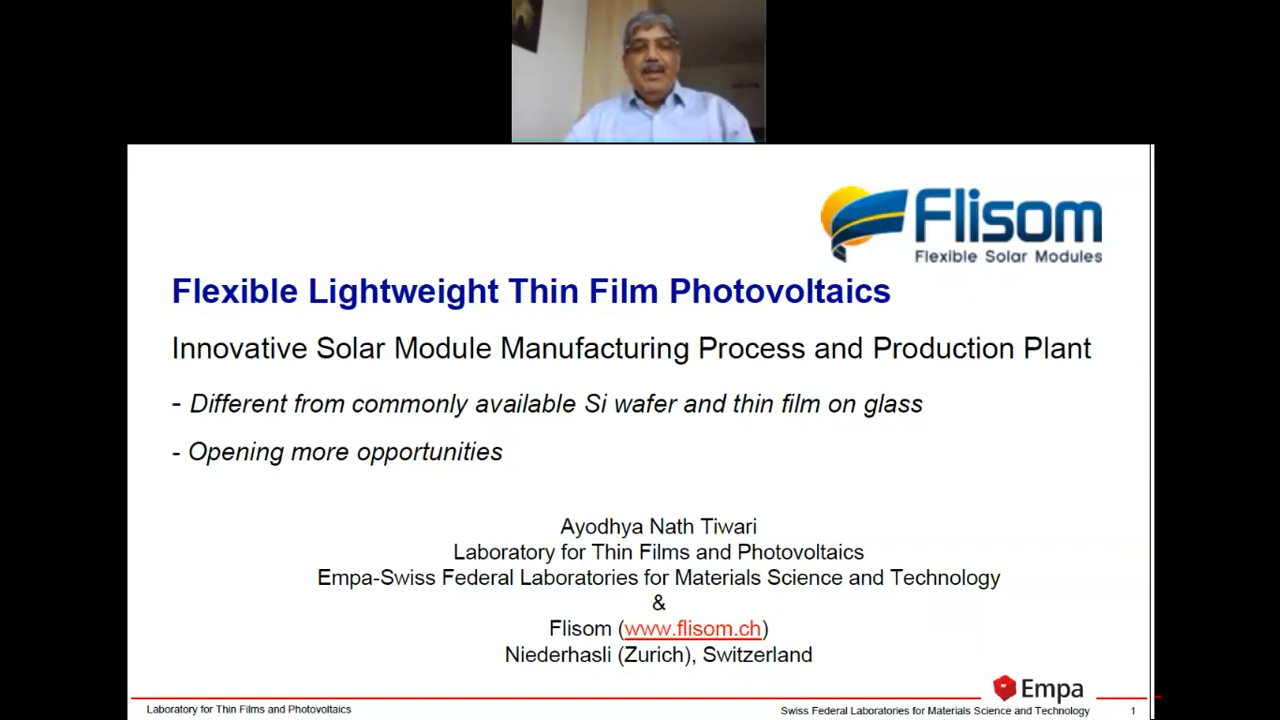 Flisom
Flexible Solar Modules
Flexible Lightweight Thin Film Photovoltaics
Innovative Solar Module Manufacturing Process and Production Plant
- Different from commonly available Si wafer and thin film on glass
- Opening more opportunities
Ayodhya Nath Tiwari
Laboratory for Thin Films and Photovoltaics
Empa-Swiss Federal Laboratories for Materials Science and Technology
&
Flisom (www.flisom.ch)
Niederhasli (Zurich), Switzerland
Empa
Laboratory for Thin Films and Photovoltaics
Swiss Federal Laboratories for Materials Science and Technology
1